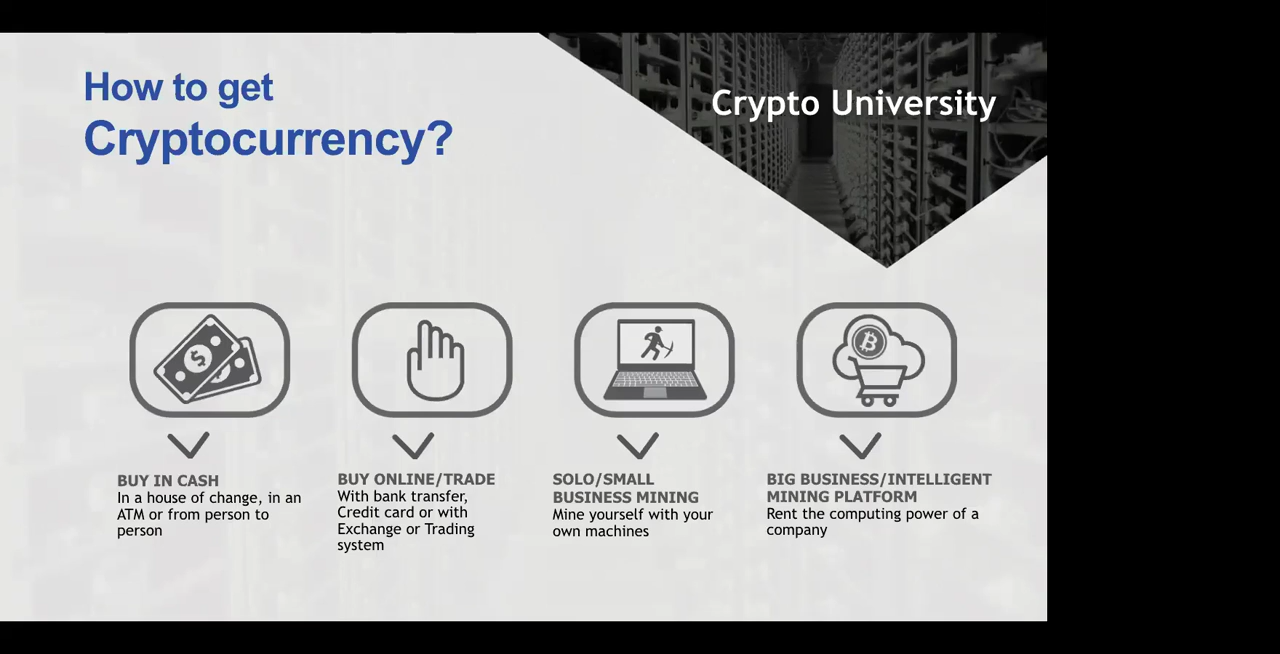 How to get
Cryptocurrency?
Crypto University
BUY IN CASH
In a house of change, in an
ATM or from person to
person
BUY ONLINE/TRADE
With bank transfer,
Credit card or with
Exchange or Trading
system
SOLO/SMALL
BUSINESS MINING
Mine yourself with your
own machines
BIG BUSINESS/INTELLIGENT
MINING PLATFORM
Rent the computing power of a
company